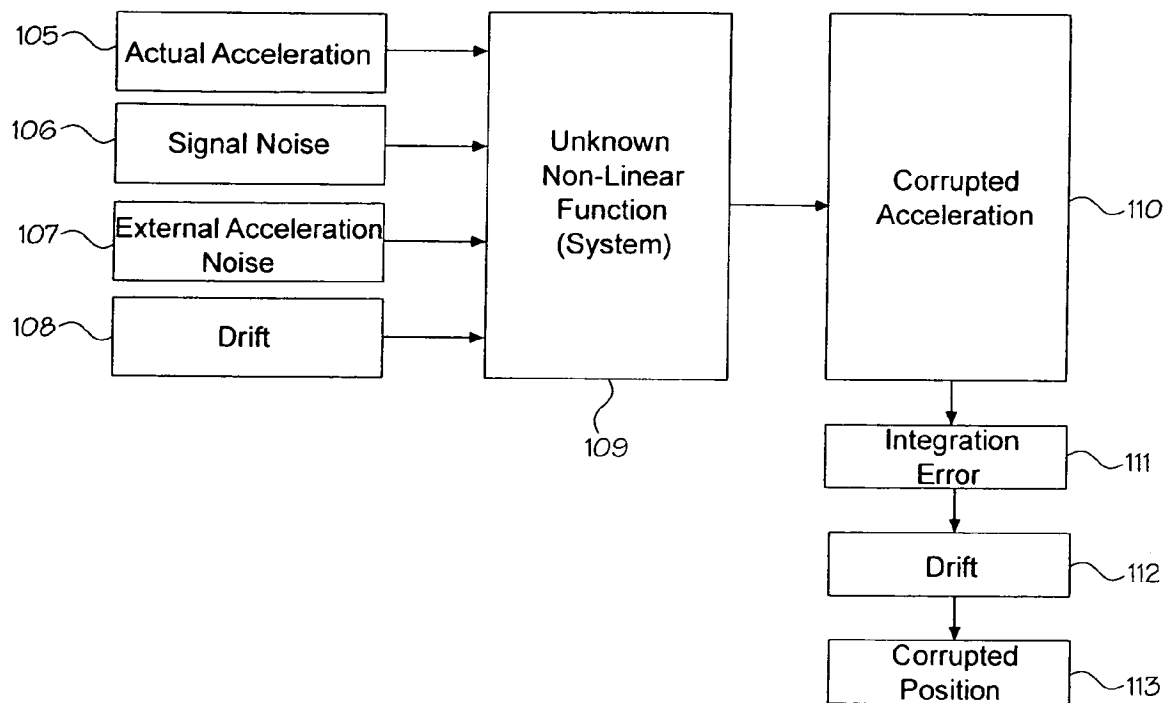 105
Actual Acceleration
106
Signal Noise
107
External Acceleration
Noise
108
Drift
Unknown
Non-Linear
Function
(System)
109
Corrupted
Acceleration
110
Integration
Error
111
Drift
112
Corrupted
Position
113